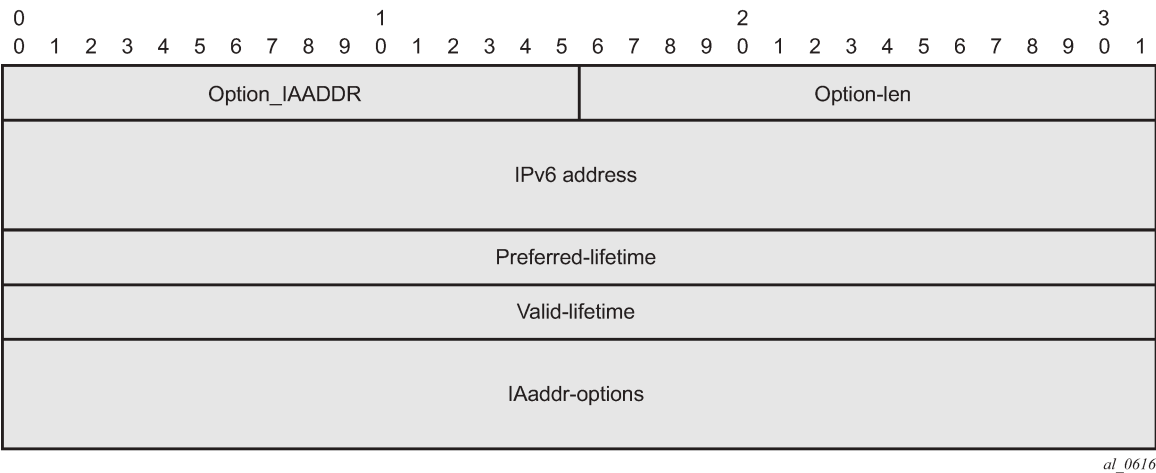 0 1 2 3
0 1 2 3 4 5 6 7 8 9 0 1 2 3 4 5 6 7 8 9 0 1 2 3 4 5 6 7 8 9 0 1
Option_IAADDR Option-len
IPv6 address
Preferred-lifetime
Valid-lifetime
IAaddr-options
al_0616